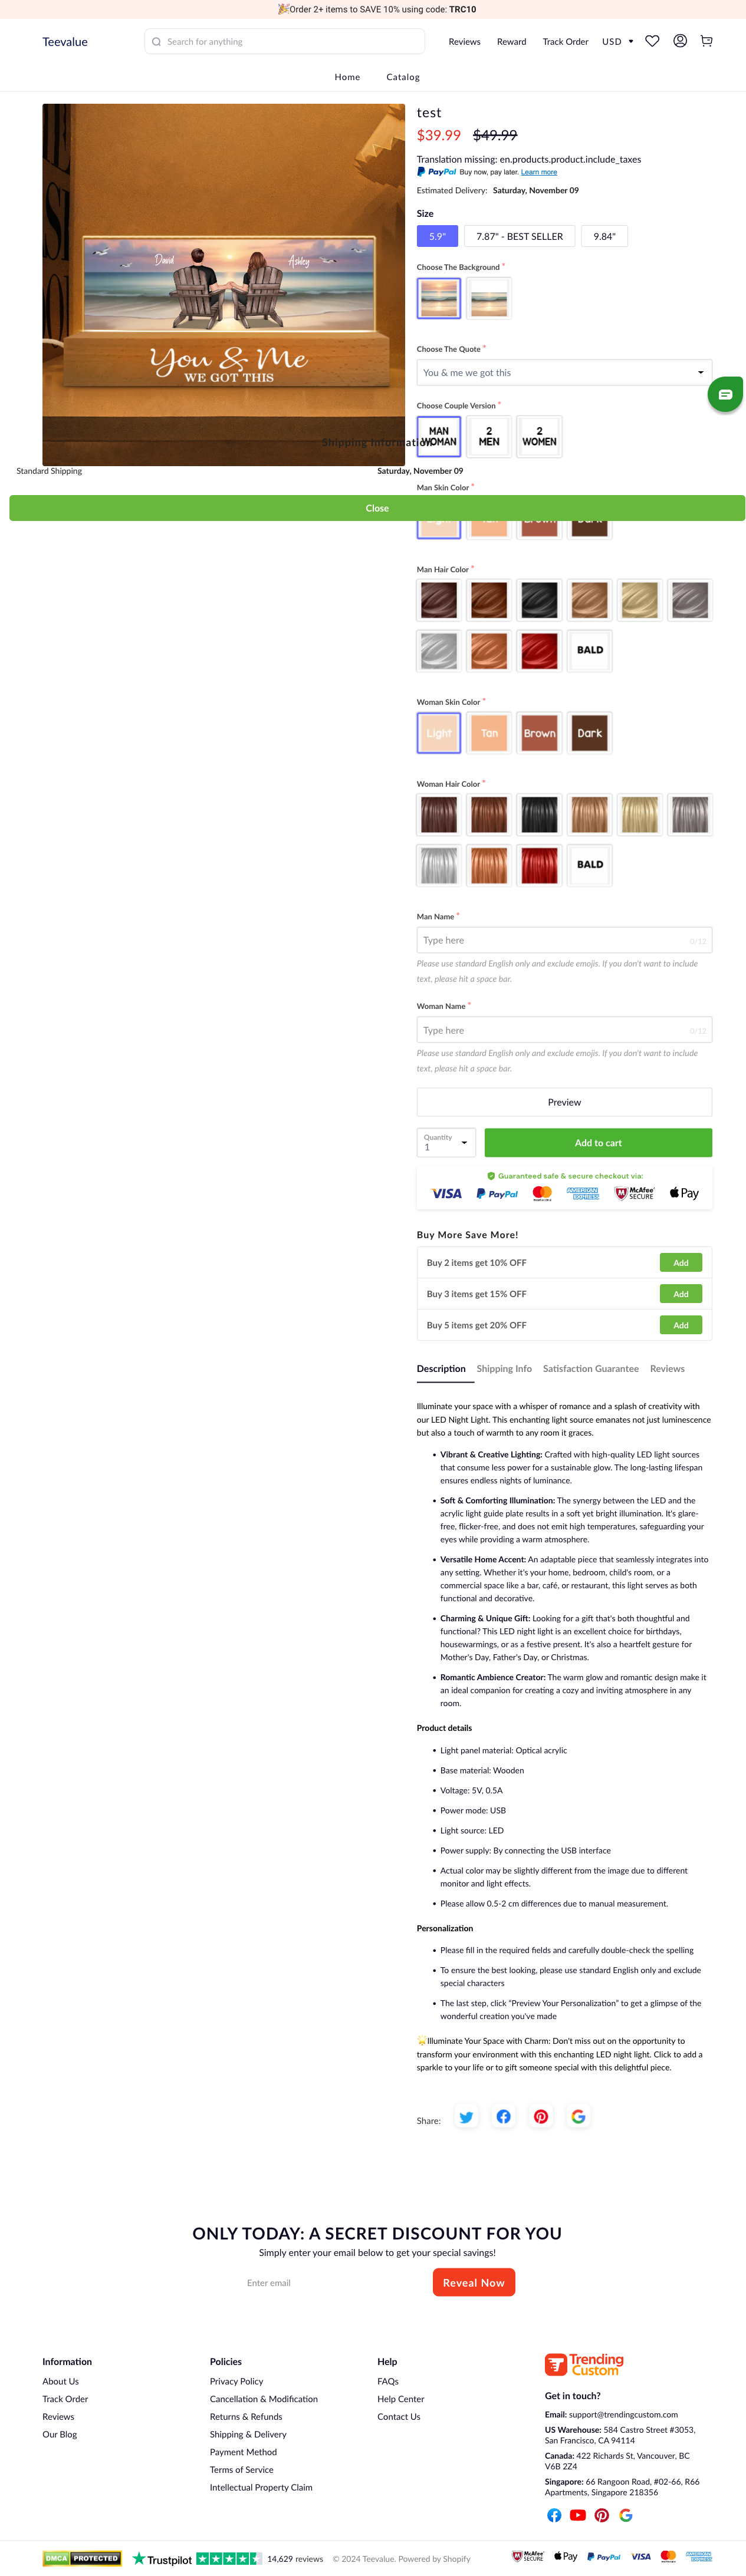 🎉Order 2+ items to SAVE 10% using code: TRC10
Teevalue
Search for anything
Reviews
Reward
Track Order
USD
Home
Catalog
test
$39.99 $49.99
Translation missing: en.products.product.include_taxes
PayPal Buy now, pay later. Learn more
Estimated Delivery: Saturday, November 09
Size
5.9"
7.87" - BEST SELLER
9.84"
David
Ashley
You & Me
WE GOT THIS
Choose The Background *
Choose The Quote *
You & me we got this
Choose Couple Version *
MAN
WOMAN
2
MEN
2
WOMEN
Shipping Information
Standard Shipping
Saturday, November 09
Man Skin Color *
Close
Man Hair Color *
BALD
Woman Skin Color *
Light
Tan
Brown
Dark
Woman Hair Color *
BALD
Man Name *
Type here
0/12
Please use standard English only and exclude emojis. If you don't want to include
text, please hit a space bar.
Woman Name *
Type here
0/12
Please use standard English only and exclude emojis. If you don't want to include
text, please hit a space bar.
Preview
Quantity
1
Add to cart
Guaranteed safe & secure checkout via:
VISA
PayPal
AMERICAN
EXPRESS
McAfee
SECURE
Pay
Buy More Save More!
Buy 2 items get 10% OFF
Add
Buy 3 items get 15% OFF
Add
Buy 5 items get 20% OFF
Add
Description
Shipping Info
Satisfaction Guarantee
Reviews
Illuminate your space with a whisper of romance and a splash of creativity with
our LED Night Light. This enchanting light source emanates not just luminescence
but also a touch of warmth to any room it graces.
• Vibrant & Creative Lighting: Crafted with high-quality LED light sources
that consume less power for a sustainable glow. The long-lasting lifespan
ensures endless nights of luminance.
• Soft & Comforting Illumination: The synergy between the LED and the
acrylic light guide plate results in a soft yet bright illumination. It's glare-
free, flicker-free, and does not emit high temperatures, safeguarding your
eyes while providing a warm atmosphere.
• Versatile Home Accent: An adaptable piece that seamlessly integrates into
any setting. Whether it's your home, bedroom, child's room, or a
commercial space like a bar, café, or restaurant, this light serves as both
functional and decorative.
• Charming & Unique Gift: Looking for a gift that's both thoughtful and
functional? This LED night light is an excellent choice for birthdays,
housewarmings, or as a festive present. It's also a heartfelt gesture for
Mother's Day, Father's Day, or Christmas.
• Romantic Ambience Creator: The warm glow and romantic design make it
an ideal companion for creating a cozy and inviting atmosphere in any
room.
Product details
• Light panel material: Optical acrylic
• Base material: Wooden
• Voltage: 5V, 0.5A
• Power mode: USB
• Light source: LED
• Power supply: By connecting the USB interface
• Actual color may be slightly different from the image due to different
monitor and light effects.
• Please allow 0.5-2 cm differences due to manual measurement.
Personalization
• Please fill in the required fields and carefully double-check the spelling
• To ensure the best looking, please use standard English only and exclude
special characters
• The last step, click "Preview Your Personalization" to get a glimpse of the
wonderful creation you've made
Illuminate Your Space with Charm: Don't miss out on the opportunity to
transform your environment with this enchanting LED night light. Click to add a
sparkle to your life or to gift someone special with this delightful piece.
Share:
ONLY TODAY: A SECRET DISCOUNT FOR YOU
Simply enter your email below to get your special savings!
Enter email
Reveal Now
Information
About Us
Track Order
Reviews
Our Blog
Policies
Privacy Policy
Cancellation & Modification
Returns & Refunds
Shipping & Delivery
Payment Method
Terms of Service
Intellectual Property Claim
Help
FAQs
Help Center
Contact Us
Trending
Custom
Get in touch?
Email: support@trendingcustom.com
US Warehouse: 584 Castro Street #3053,
San Francisco, CA 94114
Canada: 422 Richards St, Vancouver, BC
V6B 2Z4
Singapore: 66 Rangoon Road, #02-66, R66
Apartments, Singapore 218356
DMCA PROTECTED
Trustpilot
14,629 reviews
© 2024 Teevalue. Powered by Shopify
McAfee
SECURE
Pay
PayPal
VISA
AMERICAN
EXPRESS